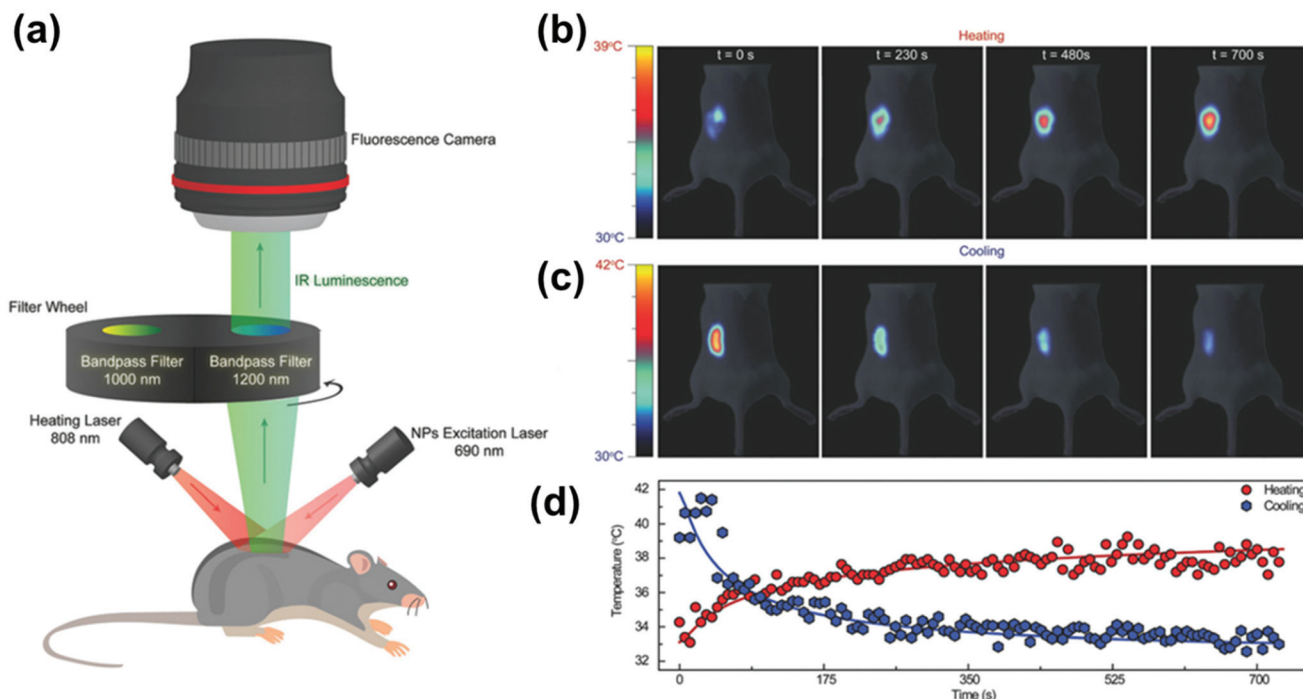 (a)
Fluorescence Camera
IR Luminescence
Filter Wheel
Bandpass Filter
1000 nm
Bandpass Filter
1200 nm
Heating Laser
808 nm
NPs Excitation Laser
690 nm
(b)
Heating
39°C
30°C
t = 0 s
t = 230 s
t = 480s
t = 700 s
(c)
Cooling
42°C
30°C
(d)
Heating
Cooling
Temperature (°C)
42
40
38
36
34
32
0
175
350
525
700
Time (s)